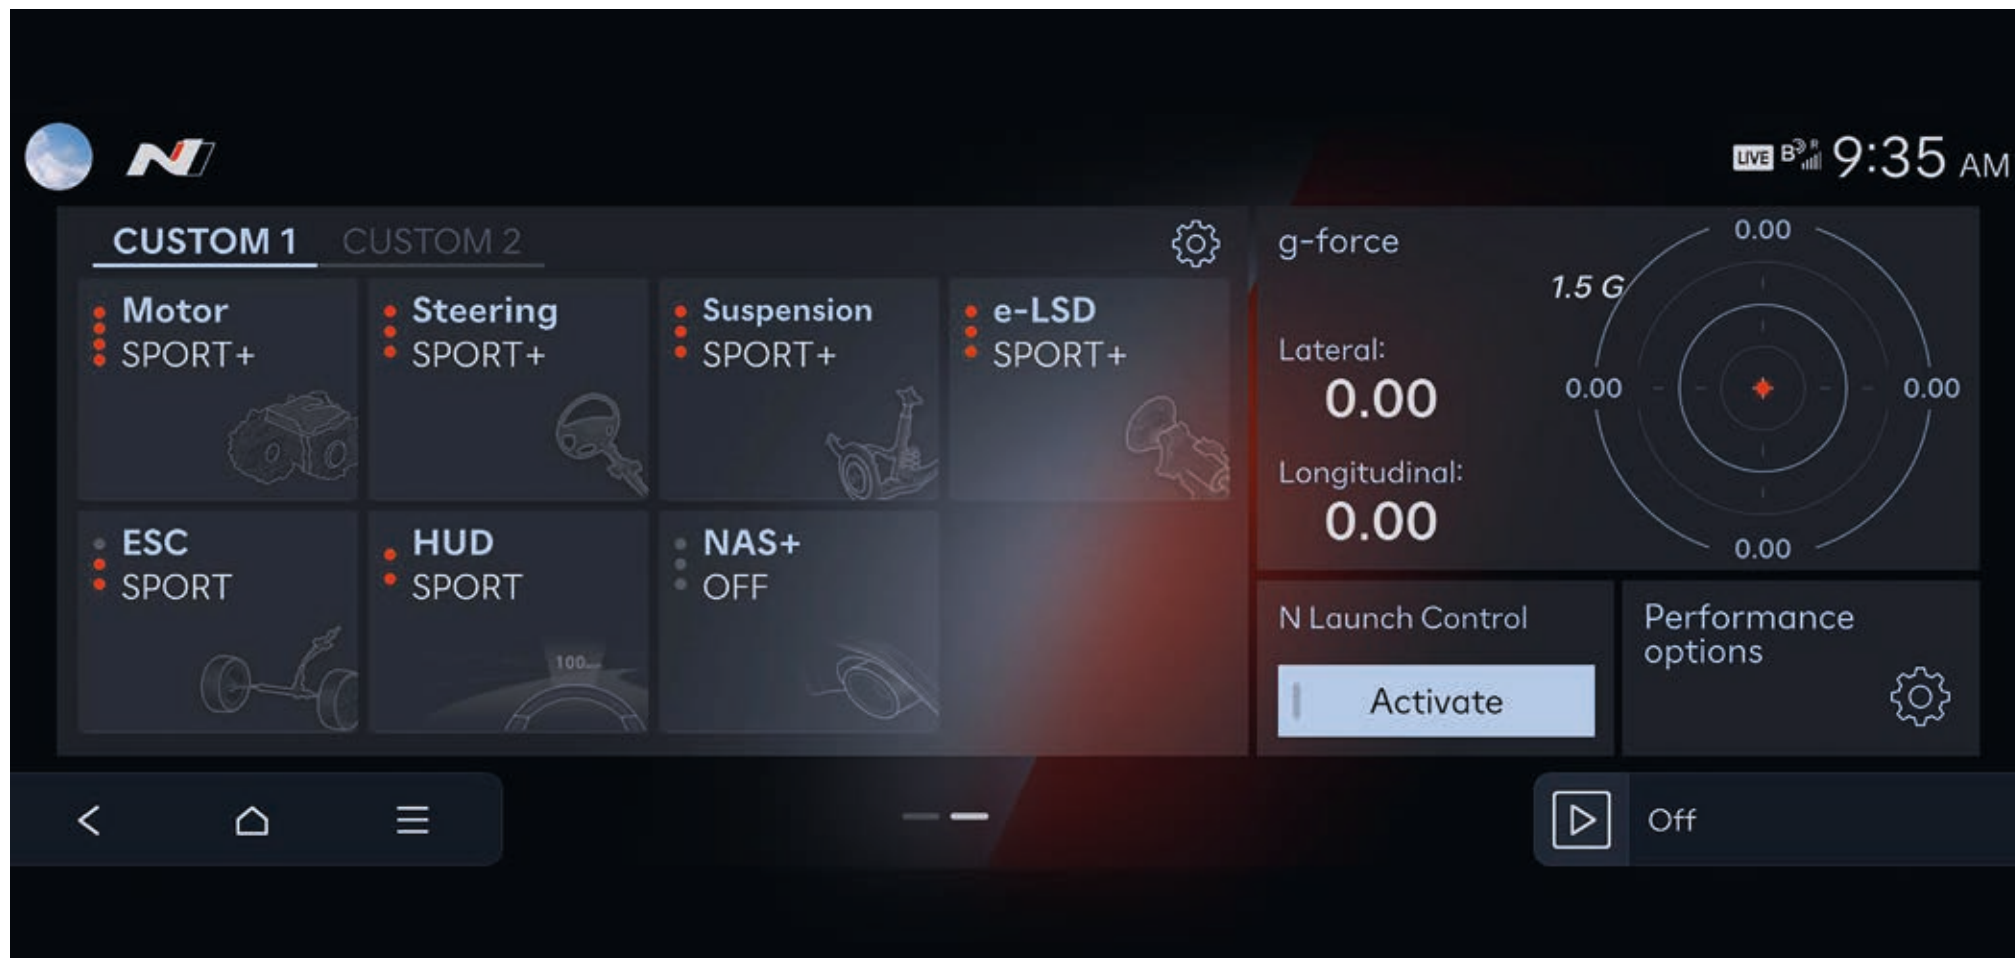 LIVE B R 9:35 AM
CUSTOM 1 CUSTOM 2
Motor
SPORT+
Steering
SPORT+
Suspension
SPORT+
e-LSD
SPORT+
ESC
SPORT
HUD
SPORT
100
NAS+
OFF
g-force
1.5 G
0.00
0.00
0.00
0.00
Lateral:
0.00
Longitudinal:
0.00
N Launch Control
Activate
Performance
options
Off